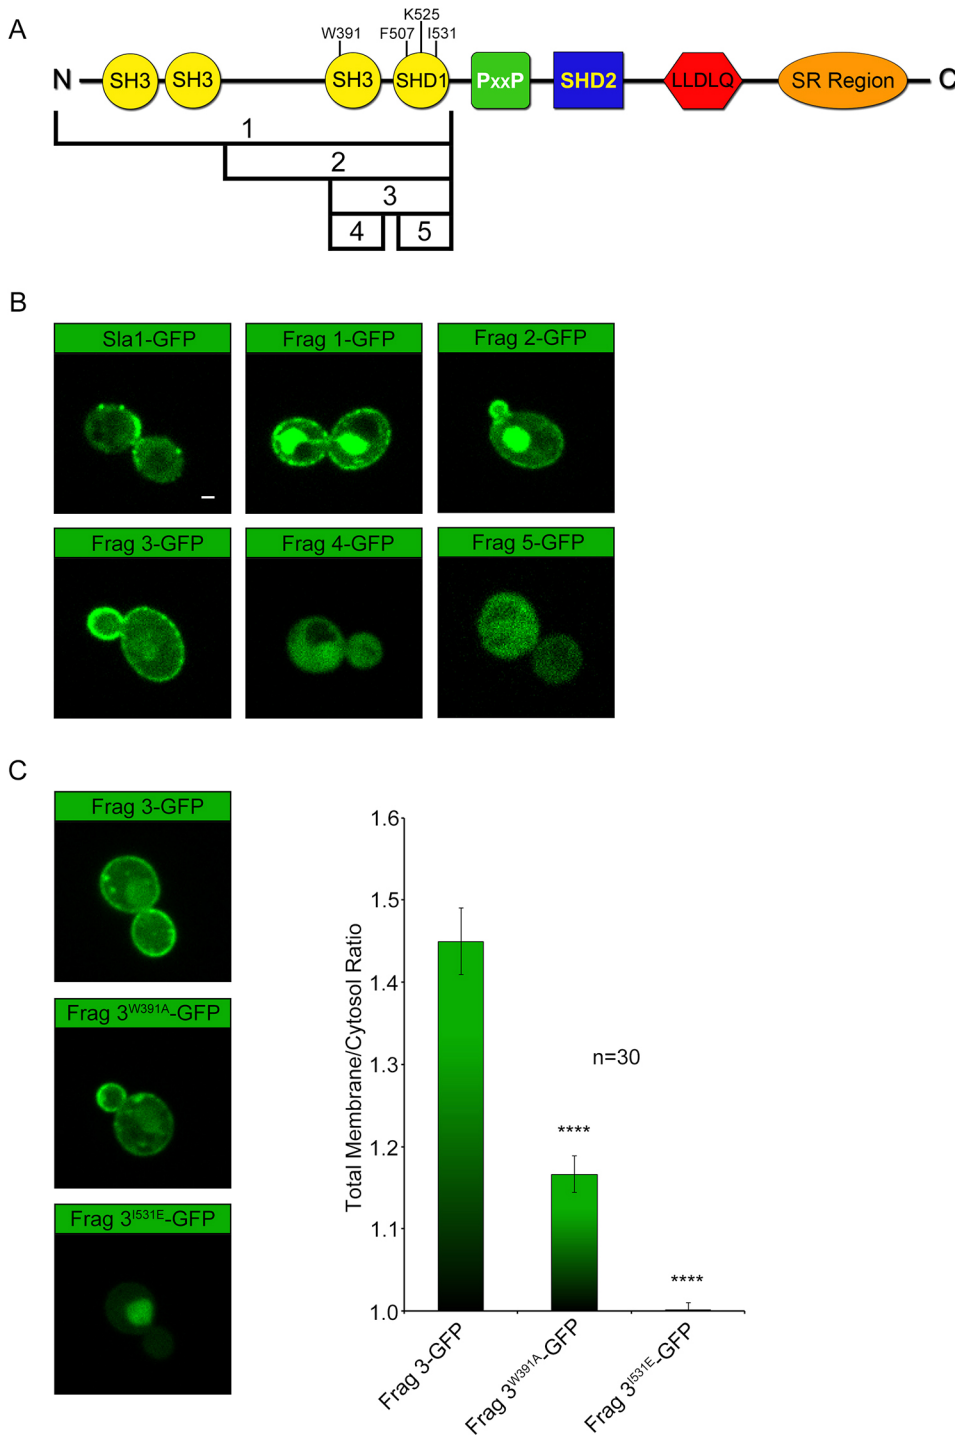 A
W391 F507 K525 I531
N SH3 SH3 SH3 SHD1 PxxP SHD2 LLDLQ SR Region C
1
2
3
4 5
B
Sla1-GFP Frag 1-GFP Frag 2-GFP
Frag 3-GFP Frag 4-GFP Frag 5-GFP
C
Frag 3-GFP
Frag 3W391A-GFP
Frag 3I531E-GFP
Total Membrane/Cytosol Ratio
1.6
1.5
1.4
1.3
1.2
1.1
1.0
n=30
****
****
Frag 3-GFP
Frag 3W391A-GFP
Frag 3I531E-GFP